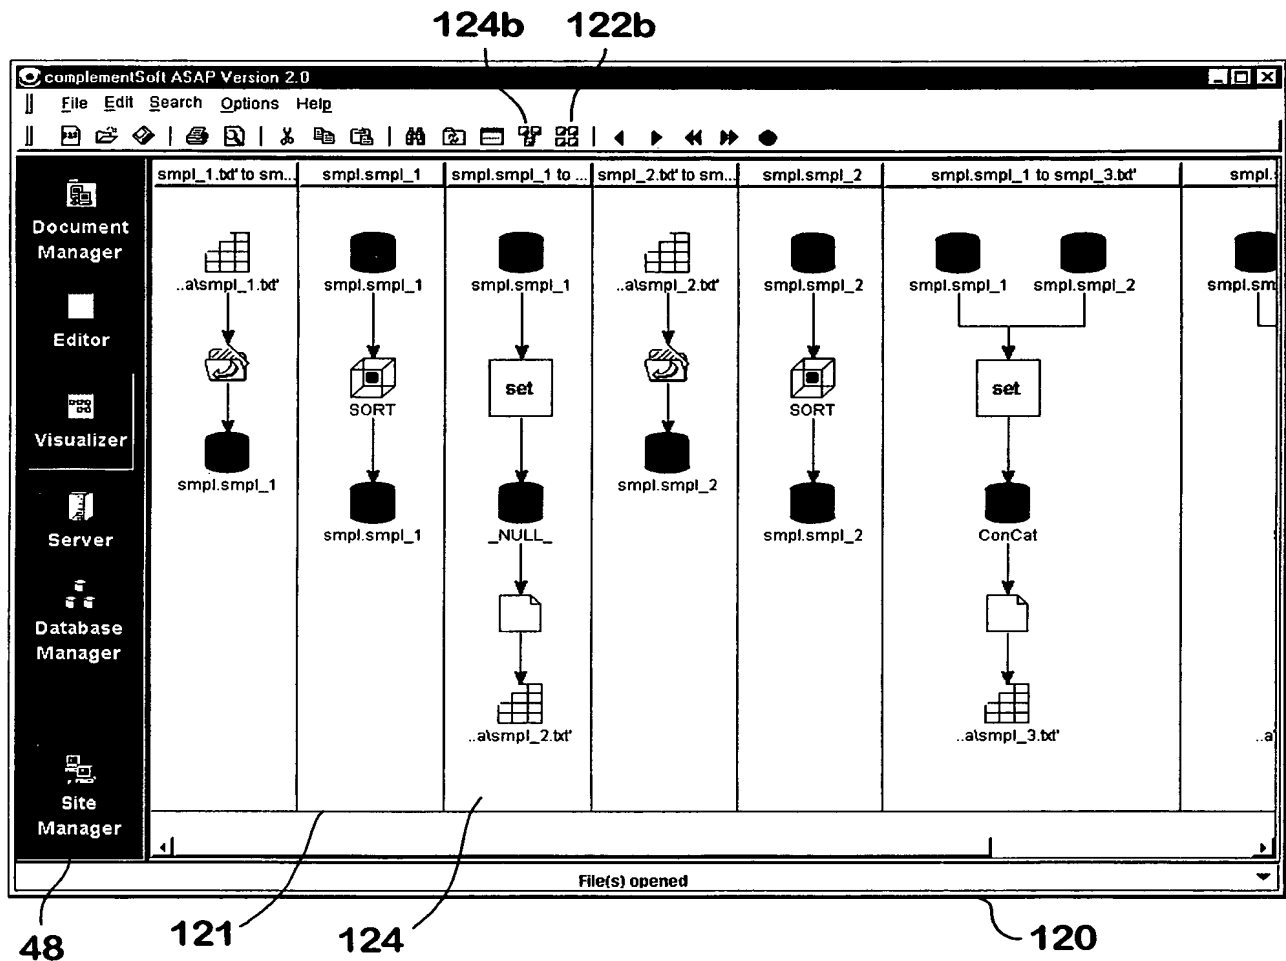 124b 122b
complementSoft ASAP Version 2.0
File Edit Search Options Help
smpl_1.txt' to sm... smpl.smpl_1 smpl.smpl_1 to ... smpl_2.txt' to sm... smpl.smpl_2 smpl.smpl_1 to smpl_3.txt' smpl.s
Document
Manager
..a\smpl_1.txt' smpl.smpl_1 smpl.smpl_1 ..a\smpl_2.txt' smpl.smpl_2 smpl.smpl_1 smpl.smpl_2 smpl.sm
Editor
set SORT set
SORT
Visualizer
smpl.smpl_1 smpl.smpl_2
Server
smpl.smpl_1 _NULL_ smpl.smpl_2 ConCat
Database
Manager
..a\smpl_2.txt' ..a\smpl_3.txt' ..a
Site
Manager
File(s) opened
48 121 124 120